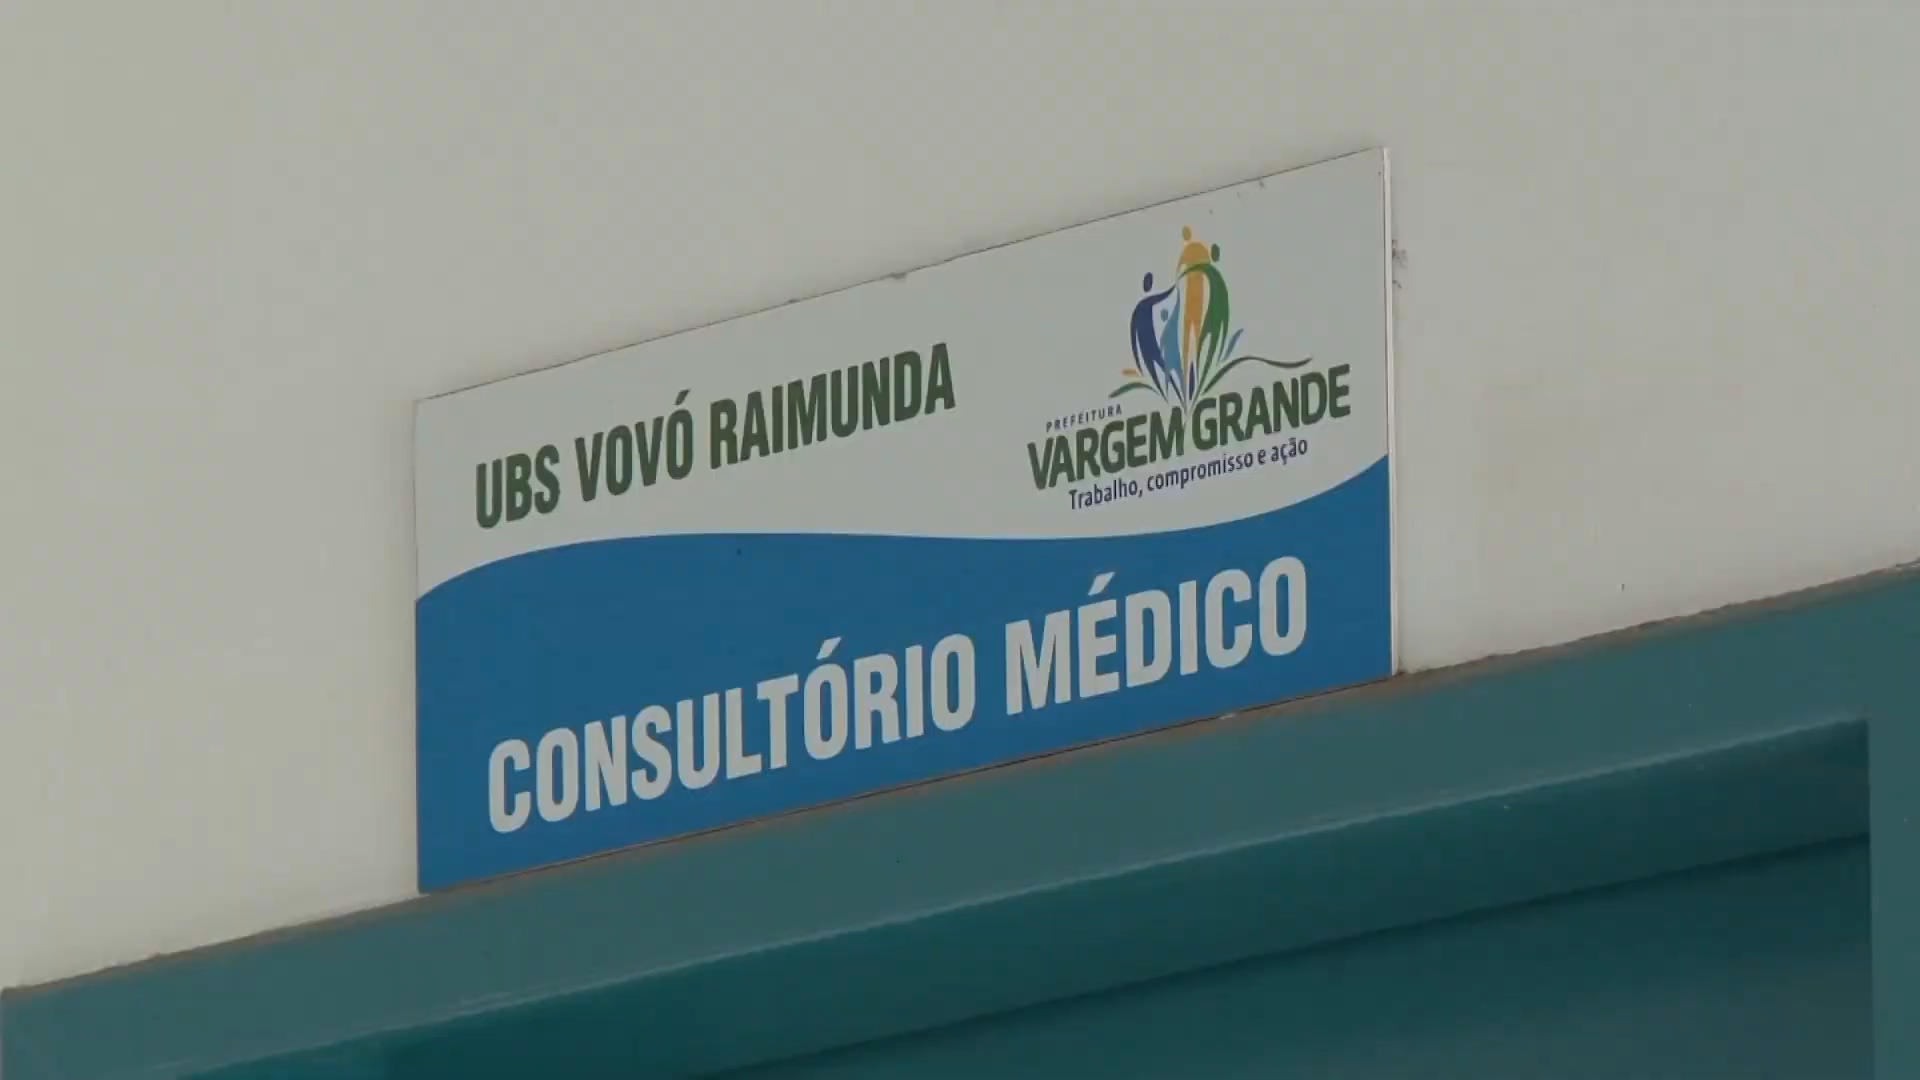 UBS VOVÓ RAIMUNDA
PREFEITURA
VARGEM GRANDE
Trabalho, compromisso e ação
CONSULTÓRIO MÉDICO